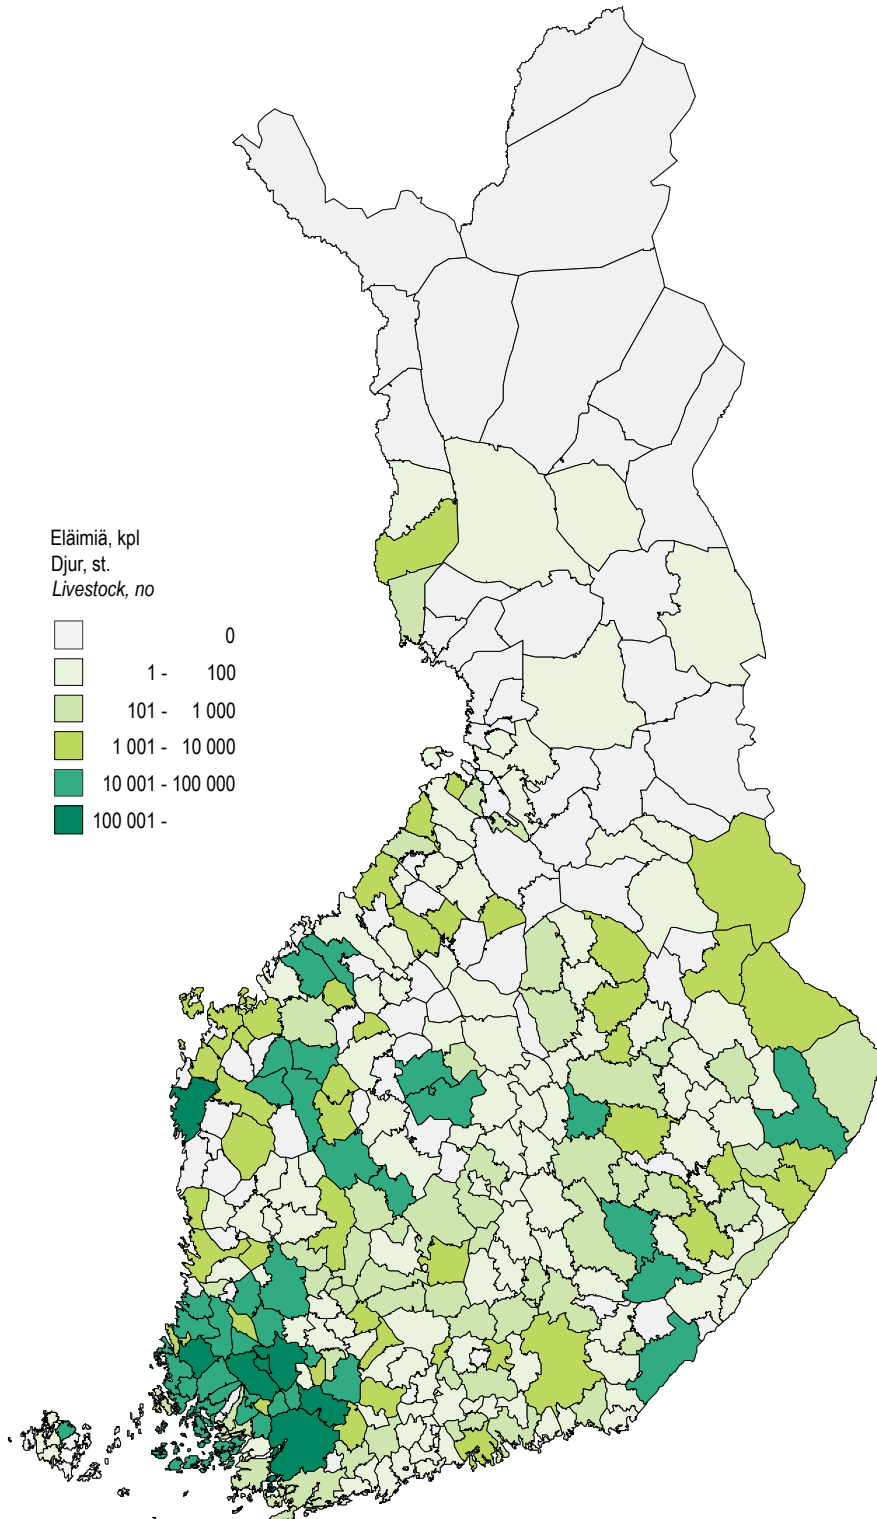 Eläimiä, kpl
Djur, st.
Livestock, no
0
1 - 100
101 - 1 000
1 001 - 10 000
10 001 - 100 000
100 001 -